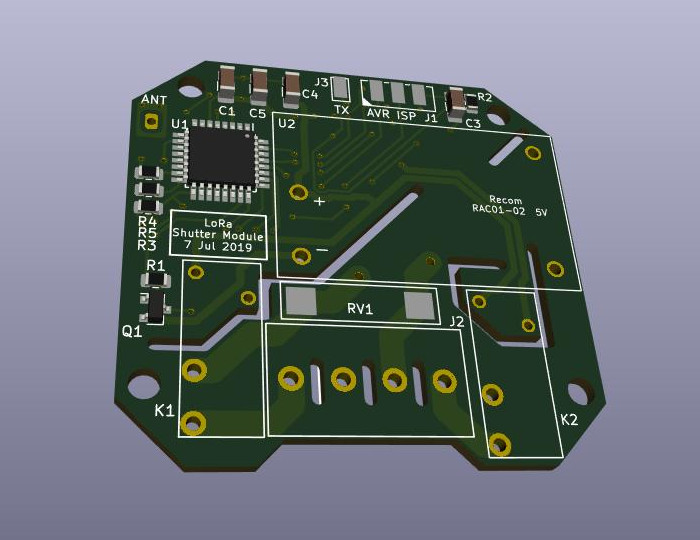 J3
C1
C5
C4
TX
AVR ISP
J1
C3
R2
ANT
U1
U2
+
−
Recom
RAC01-02 5V
R4
R5
R3
LoRa
Shutter Module
7 Jul 2019
R1
Q1
RV1
J2
K1
K2